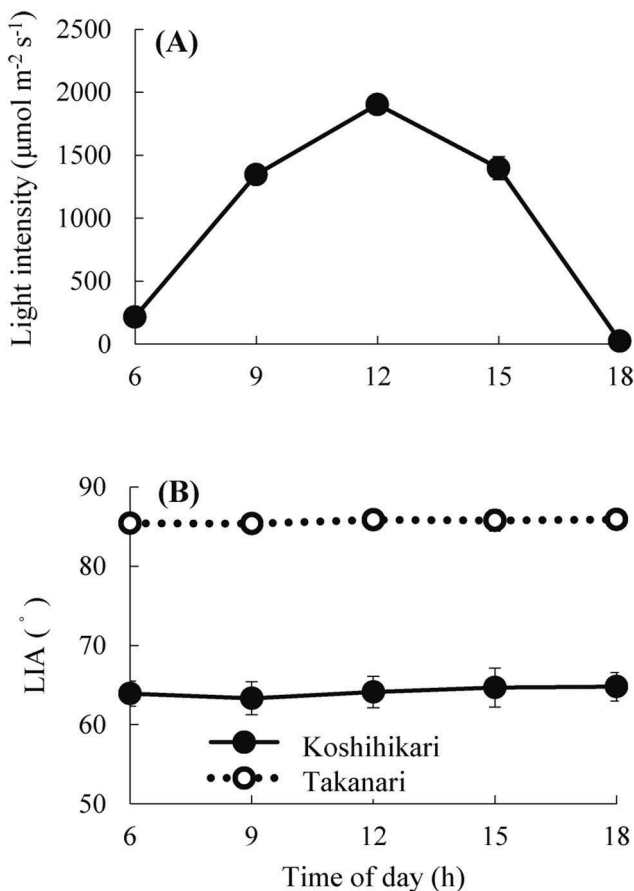 (A)
Light intensity (μmol m⁻² s⁻¹)
2500
2000
1500
1000
500
0
6 9 12 15 18
(B)
LIA ( ° )
90
80
70
60
50
Koshihikari
Takanari
6 9 12 15 18
Time of day (h)